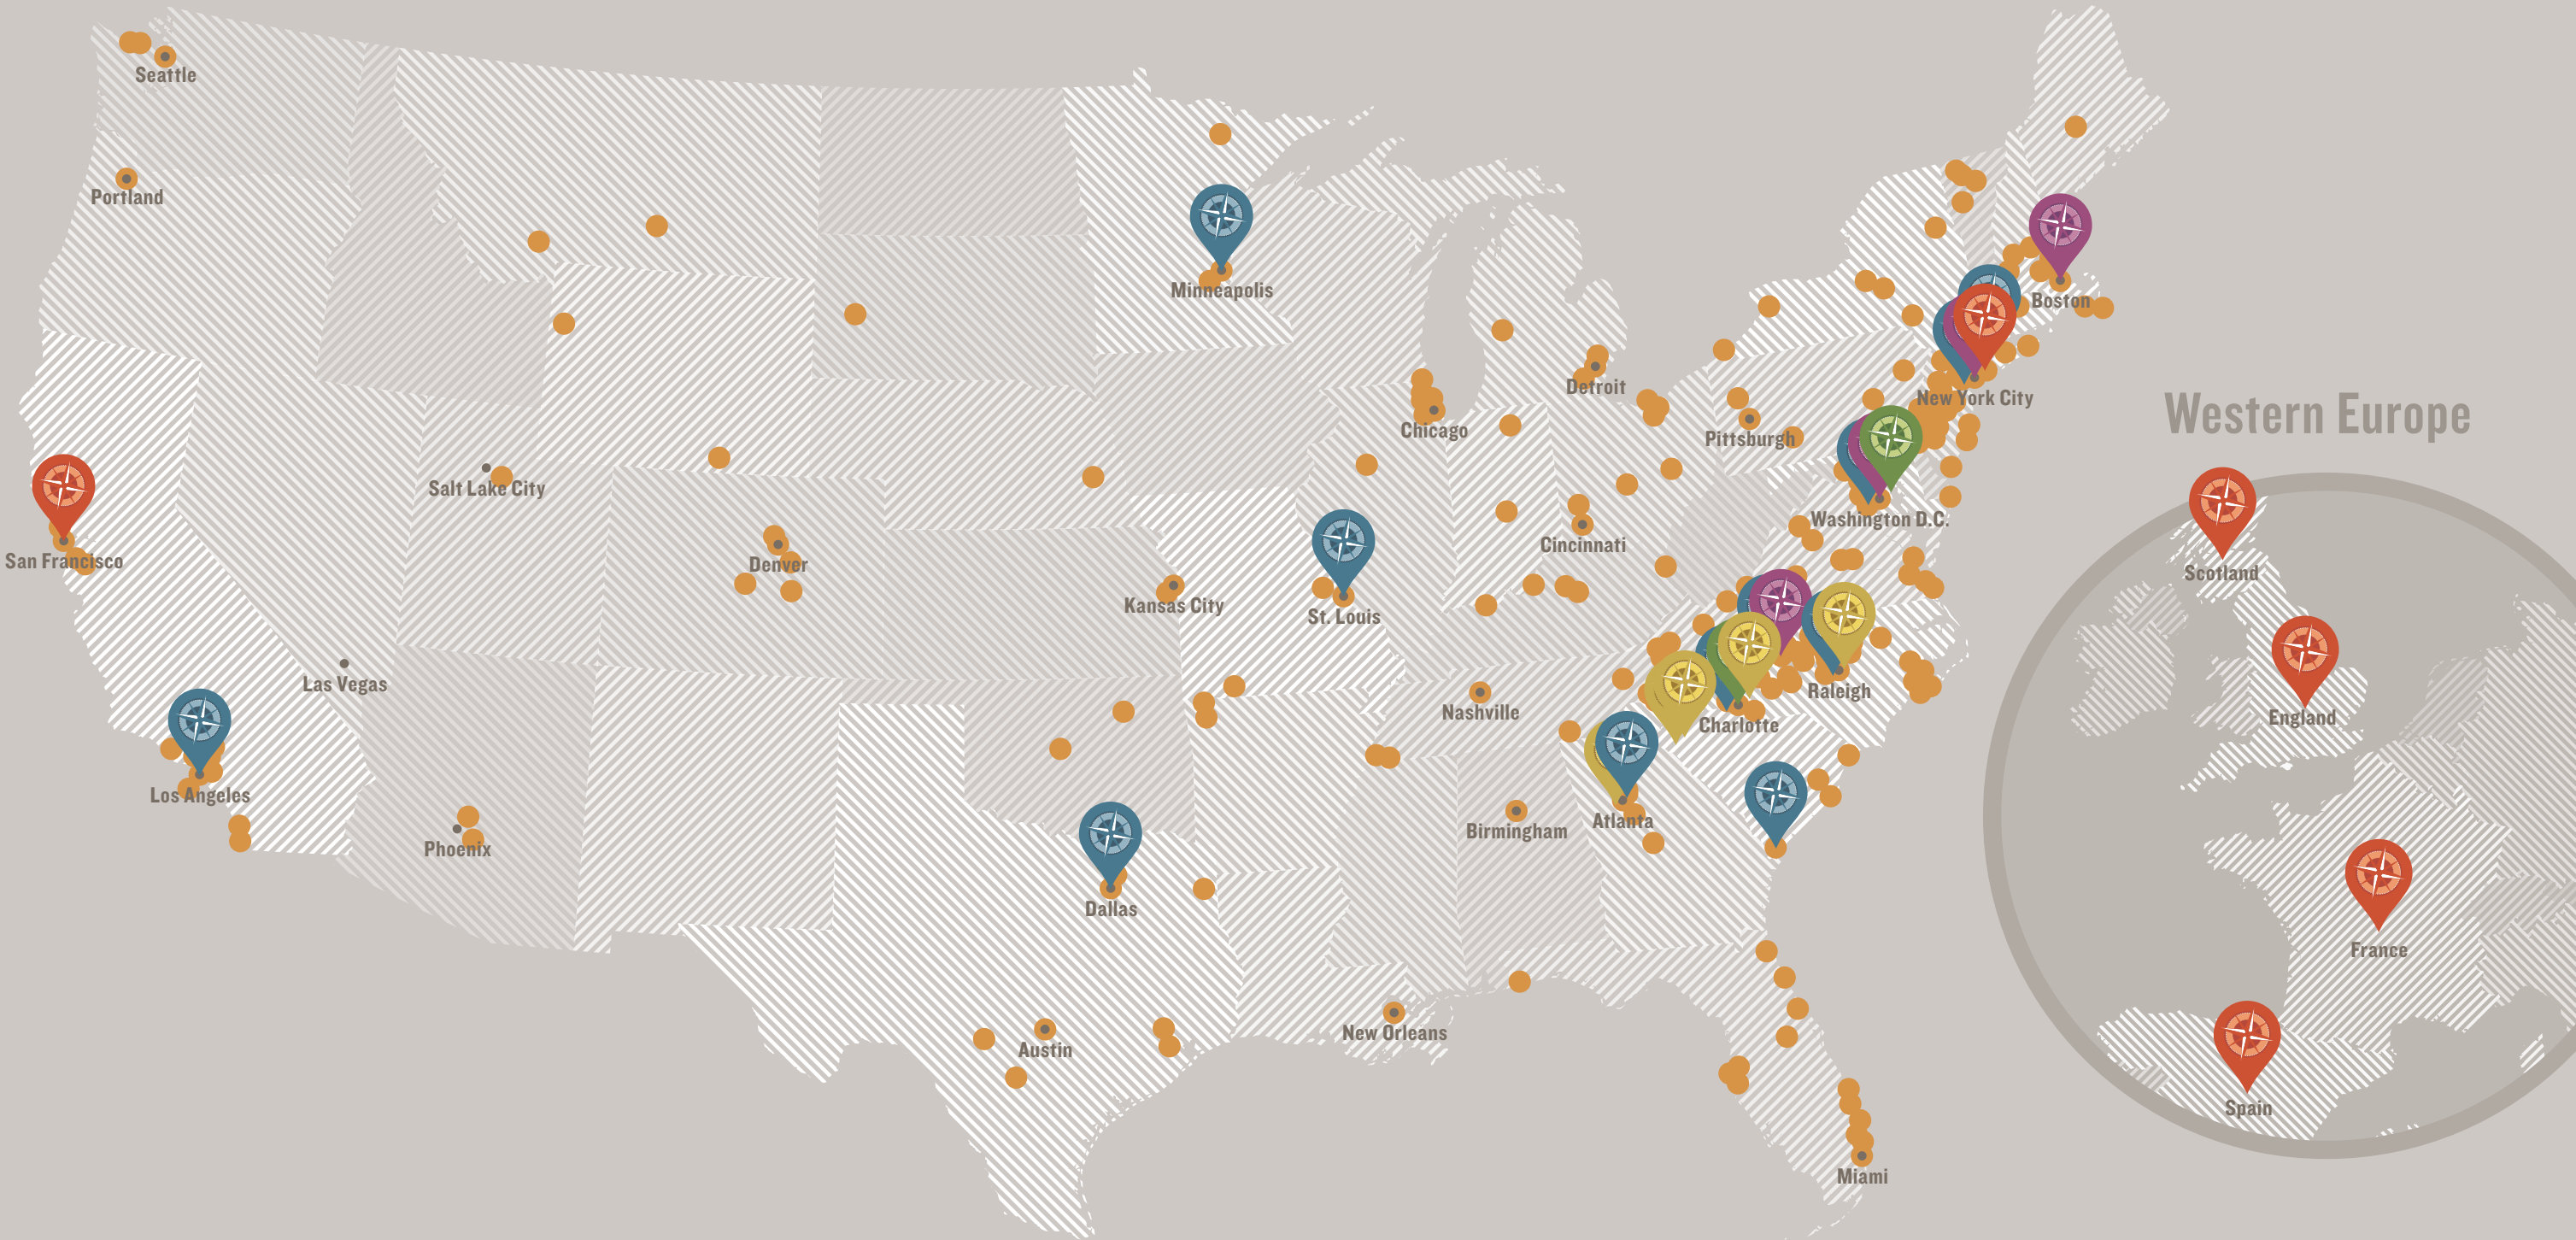 Seattle
Portland
Minneapolis
Boston
Detroit
New York City
Western Europe
Chicago
Pittsburgh
Salt Lake City
Washington D.C.
San Francisco
Denver
Cincinnati
Scotland
Kansas City
St. Louis
Las Vegas
Raleigh
Nashville
Charlotte
England
Los Angeles
Atlanta
Birmingham
Phoenix
Dallas
France
New Orleans
Austin
Spain
Miami